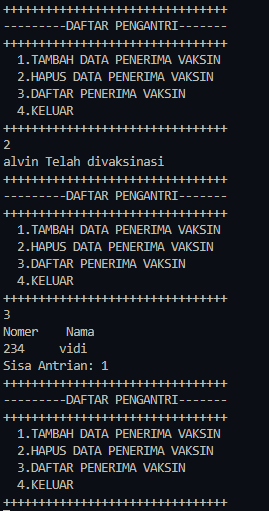 ++++++++++++++++++++++++++++++++
---------DAFTAR PENGANTRI-------
++++++++++++++++++++++++++++++++
  1.TAMBAH DATA PENERIMA VAKSIN
  2.HAPUS DATA PENERIMA VAKSIN
  3.DAFTAR PENERIMA VAKSIN
  4.KELUAR
++++++++++++++++++++++++++++++++
2
alvin Telah divaksinasi
++++++++++++++++++++++++++++++++
---------DAFTAR PENGANTRI-------
++++++++++++++++++++++++++++++++
  1.TAMBAH DATA PENERIMA VAKSIN
  2.HAPUS DATA PENERIMA VAKSIN
  3.DAFTAR PENERIMA VAKSIN
  4.KELUAR
++++++++++++++++++++++++++++++++
3
Nomer    Nama
234     vidi
Sisa Antrian: 1
++++++++++++++++++++++++++++++++
---------DAFTAR PENGANTRI-------
++++++++++++++++++++++++++++++++
  1.TAMBAH DATA PENERIMA VAKSIN
  2.HAPUS DATA PENERIMA VAKSIN
  3.DAFTAR PENERIMA VAKSIN
  4.KELUAR
++++++++++++++++++++++++++++++++